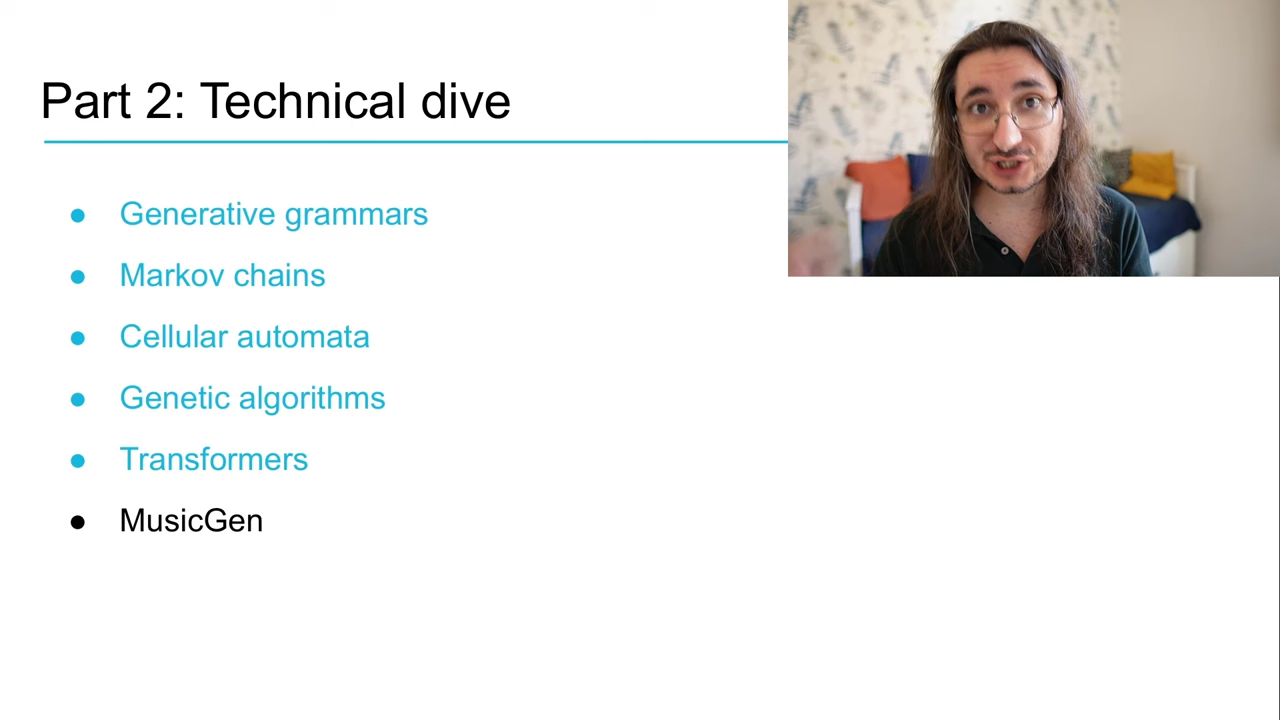 Part 2: Technical dive
● Generative grammars
● Markov chains
● Cellular automata
● Genetic algorithms
● Transformers
● MusicGen